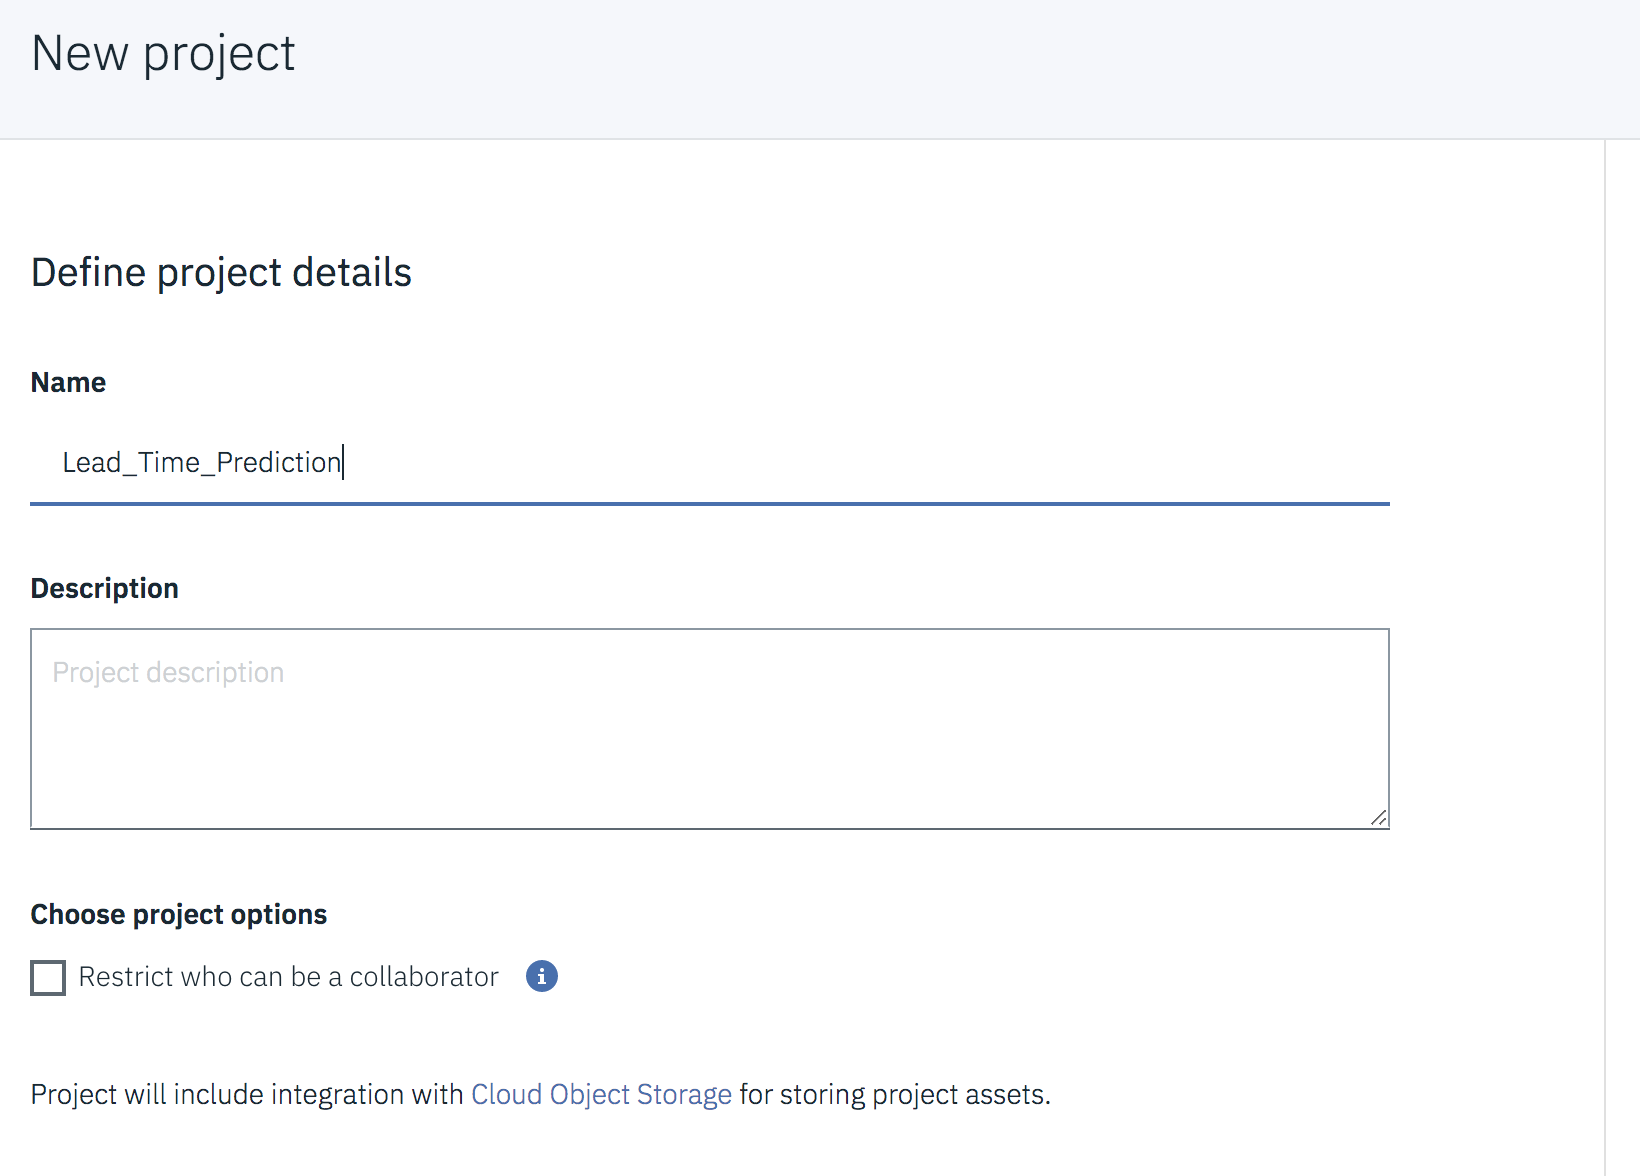 New project
Define project details
Name
Lead_Time_Prediction
Description
Project description
Choose project options
Restrict who can be a collaborator
Project will include integration with Cloud Object Storage for storing project assets.